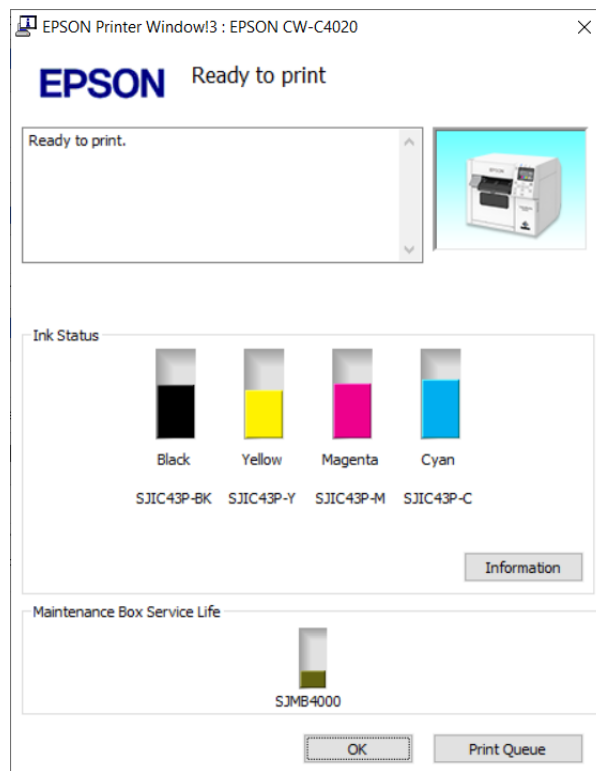 EPSON Printer Window!3 : EPSON CW-C4020
EPSON Ready to print
Ready to print.
EPSON
Ink Status
Black Yellow Magenta Cyan
SJIC43P-BK SJIC43P-Y SJIC43P-M SJIC43P-C
Information
Maintenance Box Service Life
SJMB4000
OK Print Queue